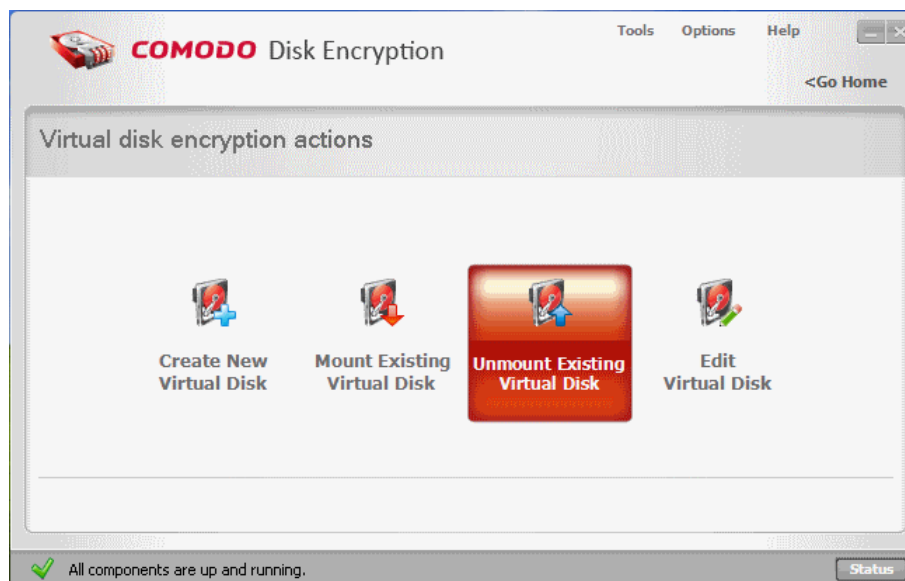 COMODO Disk Encryption
Tools Options Help
<Go Home
Virtual disk encryption actions
Create New
Virtual Disk
Mount Existing
Virtual Disk
Unmount Existing
Virtual Disk
Edit
Virtual Disk
All components are up and running.
Status